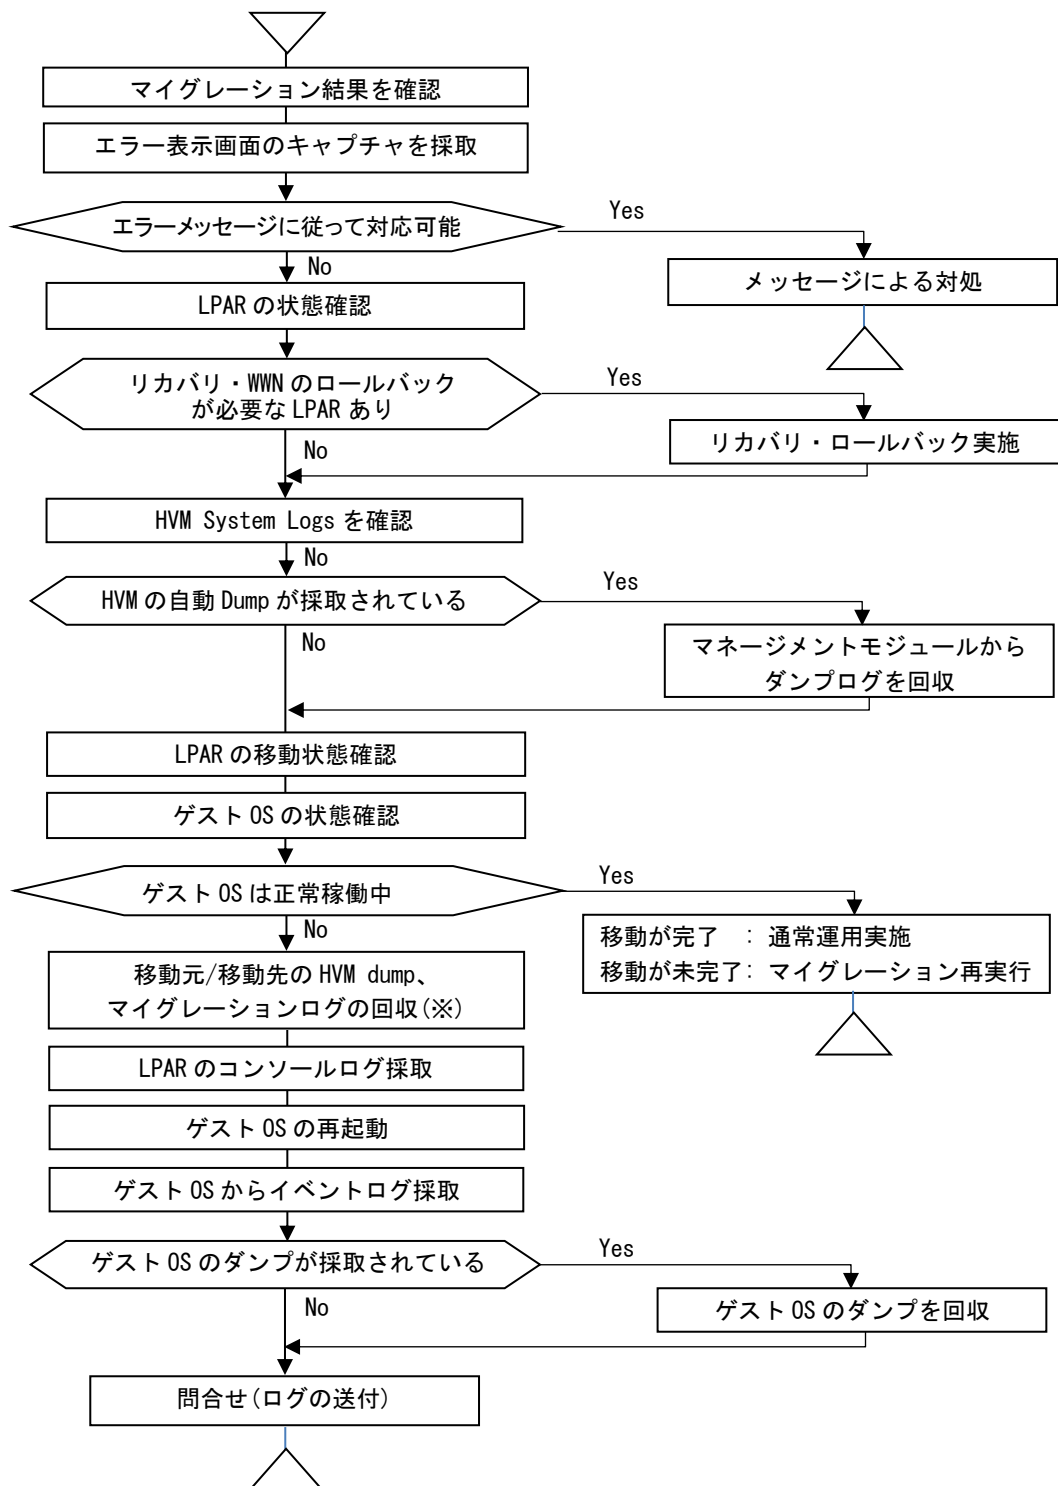 マイグレーション結果を確認
エラー表示画面のキャプチャを採取
エラーメッセージに従って対応可能
Yes
No
メッセージによる対処
LPAR の状態確認
リカバリ・WWN のロールバック
が必要な LPAR あり
Yes
No
リカバリ・ロールバック実施
HVM System Logs を確認
No
HVM の自動 Dump が採取されている
Yes
No
マネージメントモジュールから
ダンプログを回収
LPAR の移動状態確認
ゲスト OS の状態確認
ゲスト OS は正常稼働中
Yes
No
移動が完了 : 通常運用実施
移動が未完了: マイグレーション再実行
移動元/移動先の HVM dump、
マイグレーションログの回収(※)
LPAR のコンソールログ採取
ゲスト OS の再起動
ゲスト OS からイベントログ採取
ゲスト OS のダンプが採取されている
Yes
No
ゲスト OS のダンプを回収
問合せ(ログの送付)